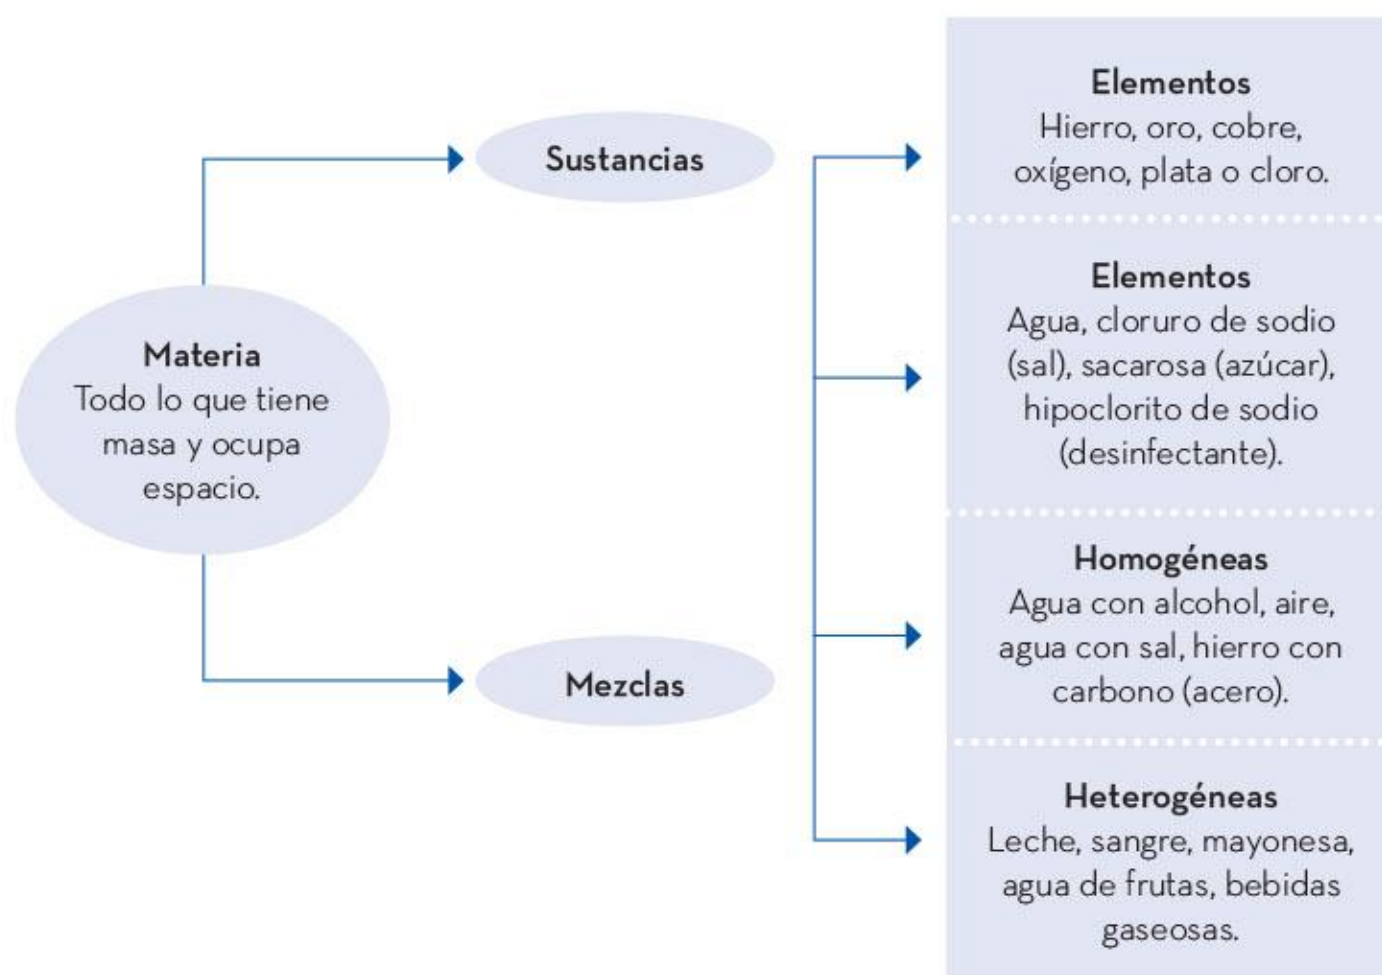 Materia
Todo lo que tiene
masa y ocupa
espacio.
Sustancias
Mezclas
Elementos
Hierro, oro, cobre,
oxígeno, plata o cloro.
Elementos
Agua, cloruro de sodio
(sal), sacarosa (azúcar),
hipoclorito de sodio
(desinfectante).
Homogéneas
Agua con alcohol, aire,
agua con sal, hierro con
carbono (acero).
Heterogéneas
Leche, sangre, mayonesa,
agua de frutas, bebidas
gaseosas.